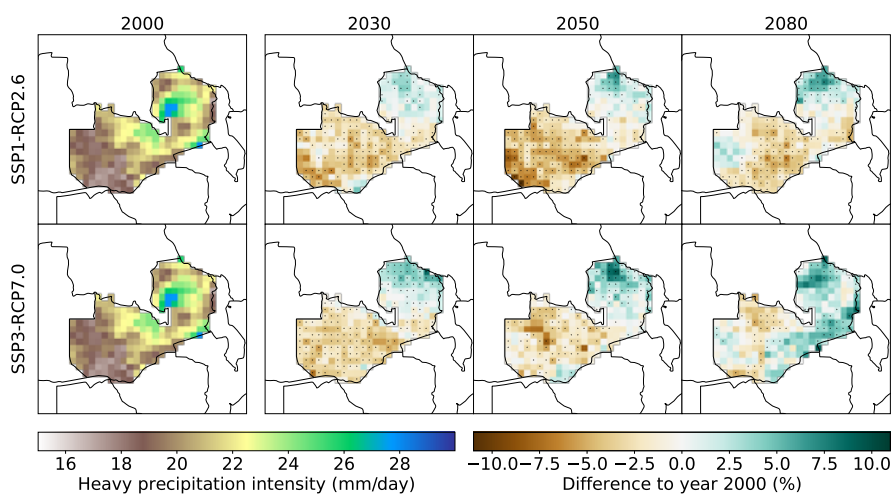 2000 2030 2050 2080
SSP1-RCP2.6
SSP3-RCP7.0
16 18 20 22 24 26 28
Heavy precipitation intensity (mm/day)
−10.0 −7.5 −5.0 −2.5 0.0 2.5 5.0 7.5 10.0
Difference to year 2000 (%)